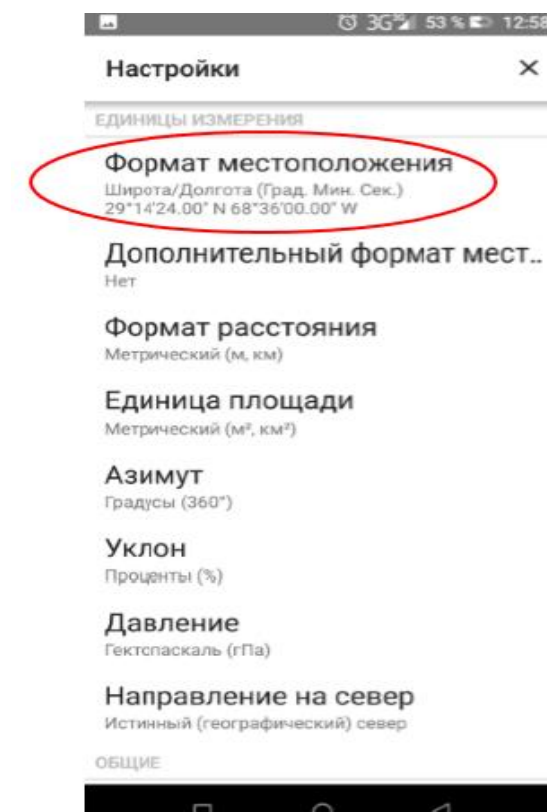 3G 53 % 12:58
Настройки
ЕДИНИЦЫ ИЗМЕРЕНИЯ
Формат местоположения
Широта/Долгота (Град. Мин. Сек.)
29°14'24.00" N 68°36'00.00" W
Дополнительный формат мест..
Нет
Формат расстояния
Метрический (м, км)
Единица площади
Метрический (м², км²)
Азимут
Градусы (360°)
Уклон
Проценты (%)
Давление
Гектопаскаль (гПа)
Направление на север
Истинный (географический) север
ОБЩИЕ